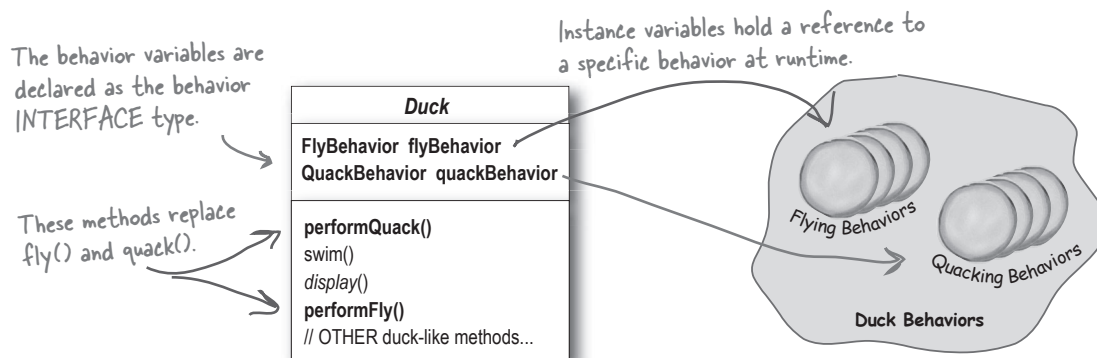 The behavior variables are
declared as the behavior
INTERFACE type.
Instance variables hold a reference to
a specific behavior at runtime.
Duck
FlyBehavior flyBehavior
QuackBehavior quackBehavior
These methods replace
fly() and quack().
performQuack()
swim()
display()
performFly()
// OTHER duck-like methods...
Flying Behaviors
Quacking Behaviors
Duck Behaviors